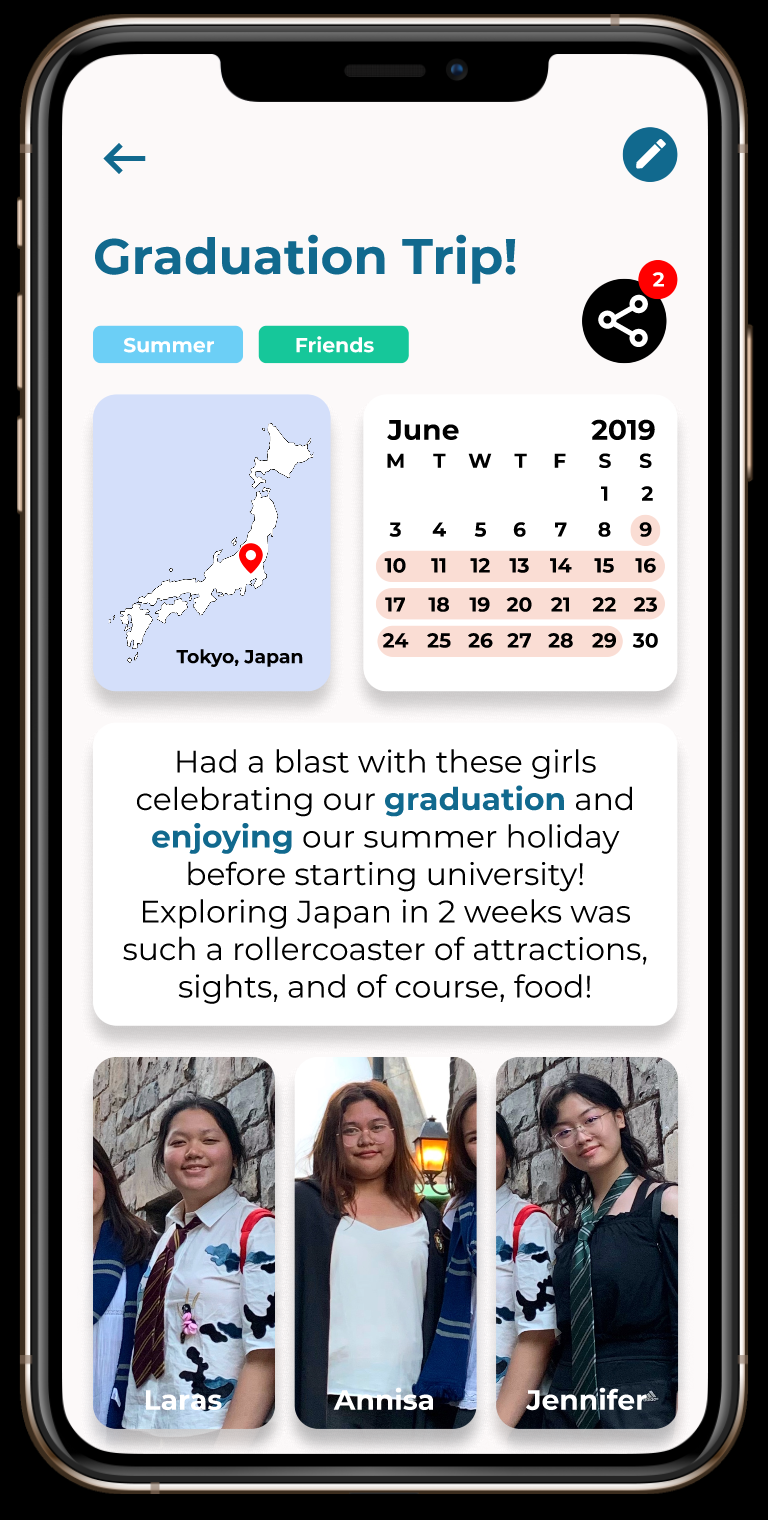 Graduation Trip!
2
Summer
Friends
Tokyo, Japan
June 2019
M T W T F S S
1 2
3 4 5 6 7 8 9
10 11 12 13 14 15 16
17 18 19 20 21 22 23
24 25 26 27 28 29 30
Had a blast with these girls
celebrating our graduation and
enjoying our summer holiday
before starting university!
Exploring Japan in 2 weeks was
such a rollercoaster of attractions,
sights, and of course, food!
Laras
Annisa
Jennifer